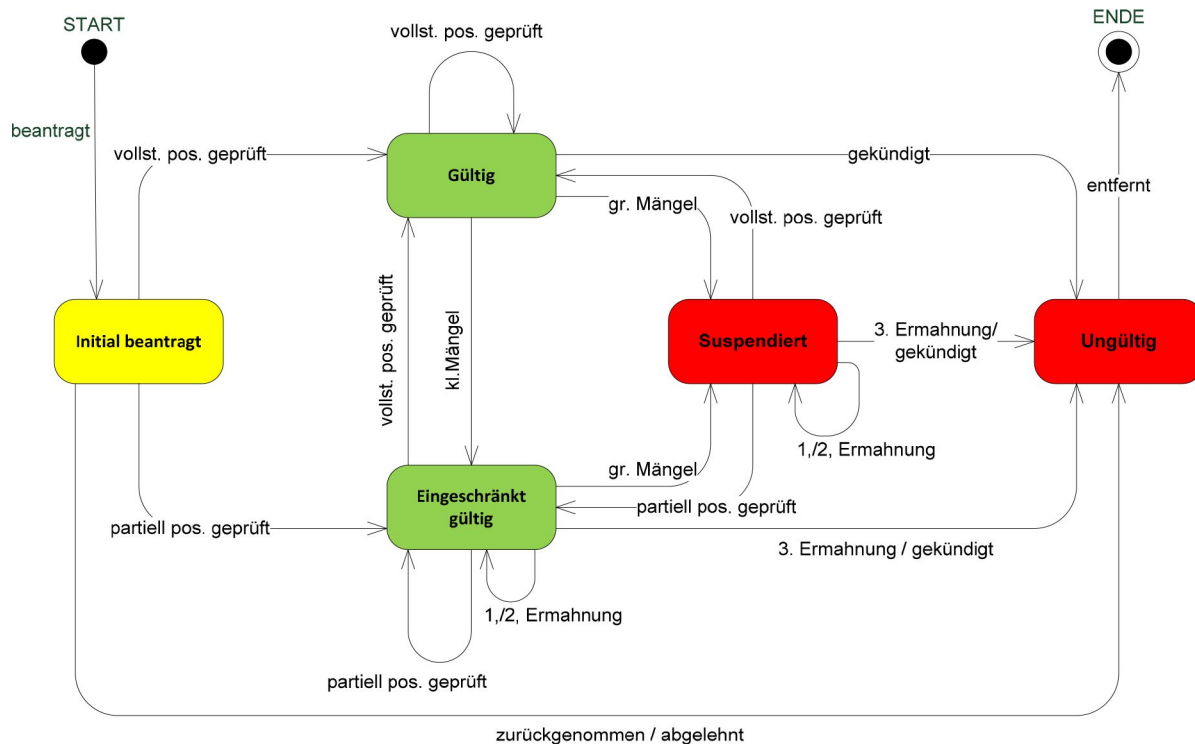 START
ENDE
vollst. pos. geprüft
beantragt
vollst. pos. geprüft
gekündigt
Gültig
entfernt
gr. Mängel
vollst. pos. geprüft
vollst. pos. geprüft
kl.Mängel
Initial beantragt
Suspendiert
3. Ermahnung/
gekündigt
Ungültig
1,/2, Ermahnung
gr. Mängel
Eingeschränkt
gültig
partiell pos. geprüft
partiell pos. geprüft
3. Ermahnung / gekündigt
1,/2, Ermahnung
partiell pos. geprüft
zurückgenommen / abgelehnt